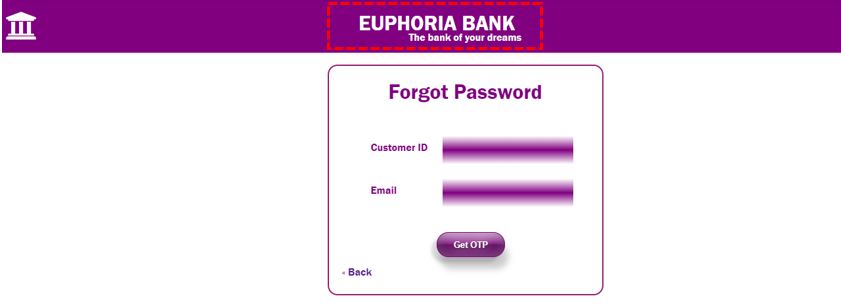 EUPHORIA BANK
The bank of your dreams
Forgot Password
Customer ID
Email
Get OTP
« Back